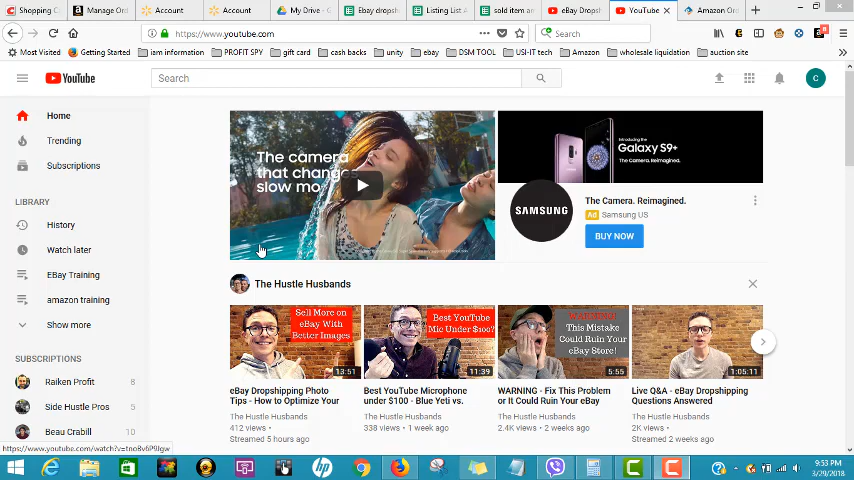 Shopping C
Manage Ord
Account
Account
My Drive - G
Ebay dropsh
Listing List A
sold item an
eBay Dropsh
YouTube
Amazon Ord
https://www.youtube.com
Search
Most Visited
Getting Started
iam information
PROFIT SPY
gift card
cash backs
unity
ebay
DSM TOOL
USI-IT tech
Amazon
wholesale liquidation
auction site
YouTube
Search
C
Home
Trending
Subscriptions
LIBRARY
History
Watch later
EBay Training
amazon training
Show more
SUBSCRIPTIONS
Raiken Profit 8
Side Hustle Pros 5
Beau Crabill 10
The camera
that changes
slow mo
Introducing the
Galaxy S9+
The Camera. Reimagined.
SAMSUNG
The Camera. Reimagined.
Ad Samsung US
BUY NOW
The Hustle Husbands
Sell More on
eBay With
Better Images
13:51
eBay Dropshipping Photo
Tips - How to Optimize Your
The Hustle Husbands
412 views •
Streamed 5 hours ago
Best YouTube
Mic Under $100?
11:39
Best YouTube Microphone
under $100 - Blue Yeti vs.
The Hustle Husbands
338 views • 1 week ago
WARNING!
This Mistake
Could Ruin Your
eBay Store!
5:55
WARNING - Fix This Problem
or It Could Ruin Your eBay
The Hustle Husbands
2.4K views • 2 weeks ago
1:05:11
Live Q&A - eBay Dropshipping
Questions Answered
The Hustle Husbands
2K views •
Streamed 2 weeks ago
https://www.youtube.com/watch?v=tno8v6P9Jgw
9:53 PM
3/29/2018